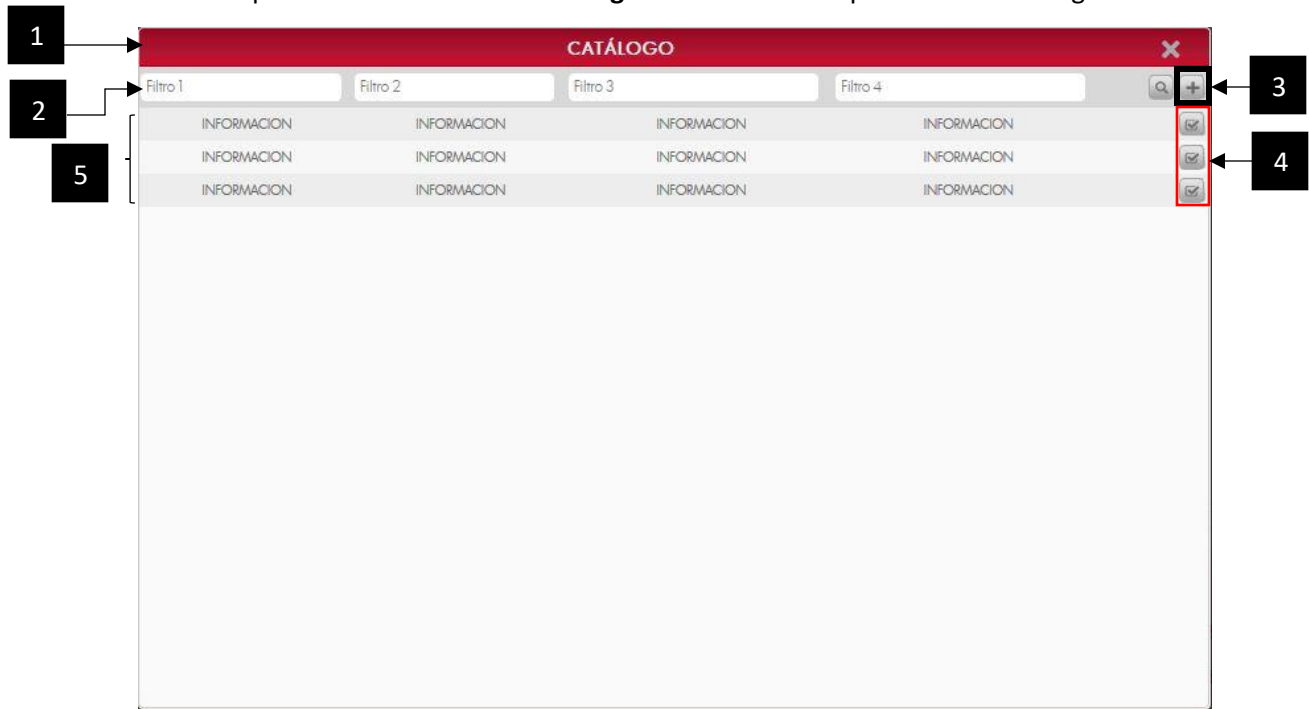 1
CATÁLOGO
2
Filtro 1 Filtro 2 Filtro 3 Filtro 4
3
INFORMACION INFORMACION INFORMACION INFORMACION
INFORMACION INFORMACION INFORMACION INFORMACION
4
5
INFORMACION INFORMACION INFORMACION INFORMACION